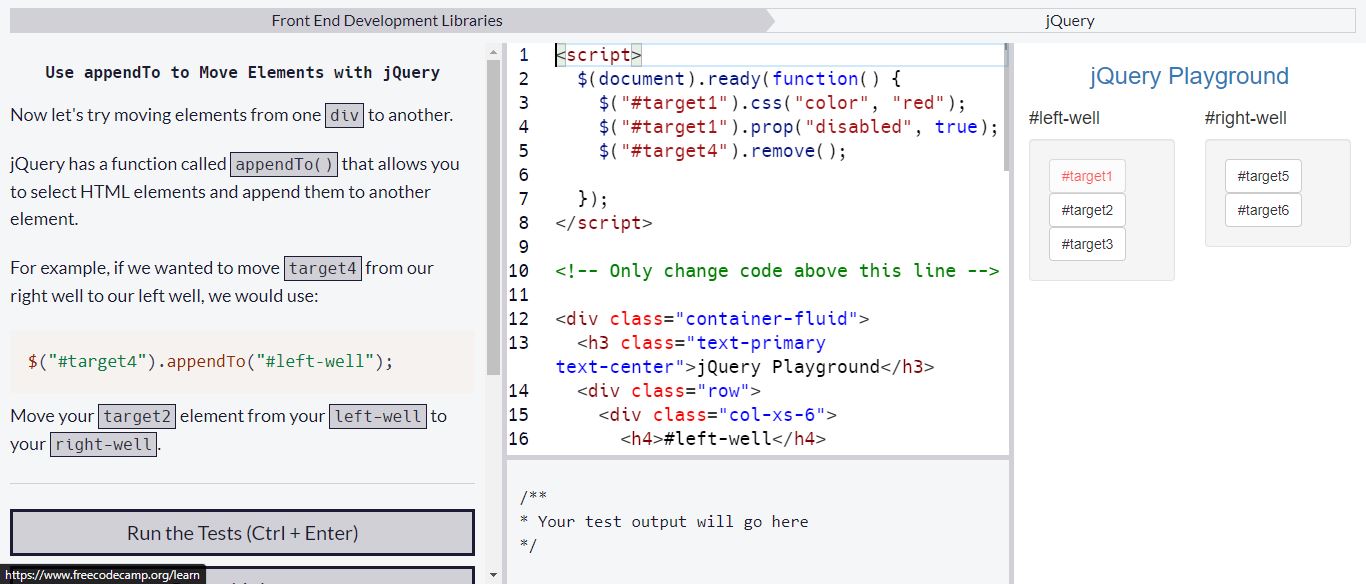 Front End Development Libraries
jQuery
Use appendTo to Move Elements with jQuery
Now let's try moving elements from one div to another.
jQuery has a function called appendTo() that allows you
to select HTML elements and append them to another
element.
For example, if we wanted to move target4 from our
right well to our left well, we would use:
$("#target4").appendTo("#left-well");
Move your target2 element from your left-well to
your right-well.
Run the Tests (Ctrl + Enter)
https://www.freecodecamp.org/learn
1 <script>
2 $(document).ready(function() {
3 $("#target1").css("color", "red");
4 $("#target1").prop("disabled", true);
5 $("#target4").remove();
6
7 });
8 </script>
9
10 <!-- Only change code above this line -->
11
12 <div class="container-fluid">
13 <h3 class="text-primary
text-center">jQuery Playground</h3>
14 <div class="row">
15 <div class="col-xs-6">
16 <h4>#left-well</h4>
/**
* Your test output will go here
*/
jQuery Playground
#left-well
#target1
#target2
#target3
#right-well
#target5
#target6